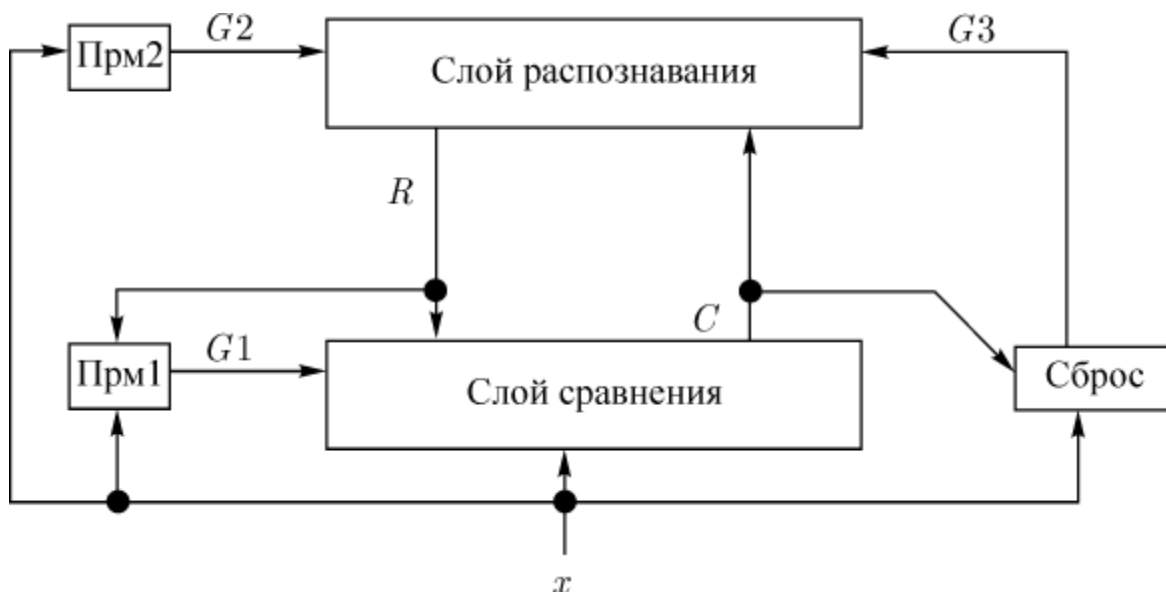 Прм2
G2
Слой распознавания
G3
R
C
Прм1
G1
Слой сравнения
Сброс
x